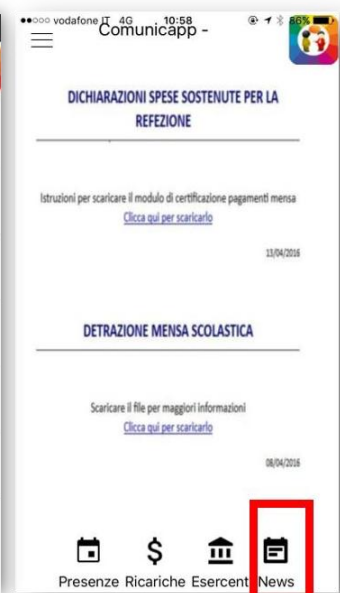 vodafone IT 4G 10:58 86%
Comunicapp -
DICHIARAZIONI SPESE SOSTENUTE PER LA
REFEZIONE
Istruzioni per scaricare il modulo di certificazione pagamenti mensa
Clicca qui per scaricarlo
13/04/2016
DETRAZIONE MENSA SCOLASTICA
Scaricare il file per maggiori informazioni
Clicca qui per scaricarlo
08/04/2016
Presenze Ricariche Esercenti News